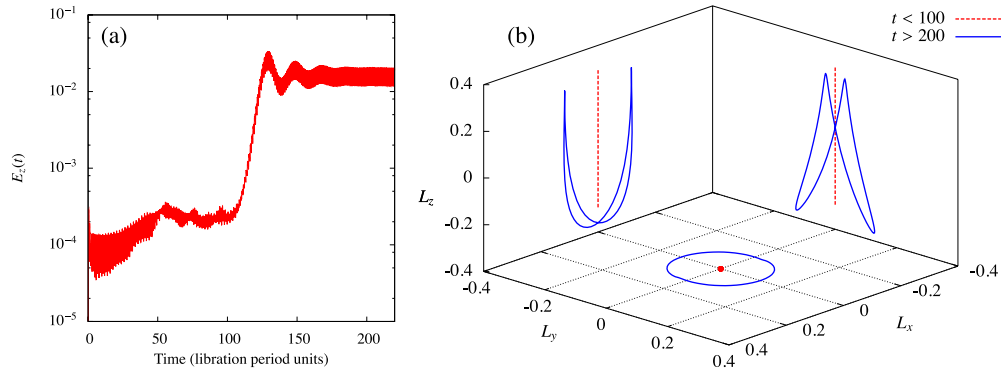 (a)
10⁻¹
10⁻²
10⁻³
10⁻⁴
10⁻⁵
E_z(t)
0 50 100 150 200
Time (libration period units)
(b)
t < 100
t > 200
0.4
0.2
0
-0.2
-0.4
L_z
-0.4 -0.2 0 0.2 0.4
L_y
0.4 0.2 0 -0.2 -0.4
L_x